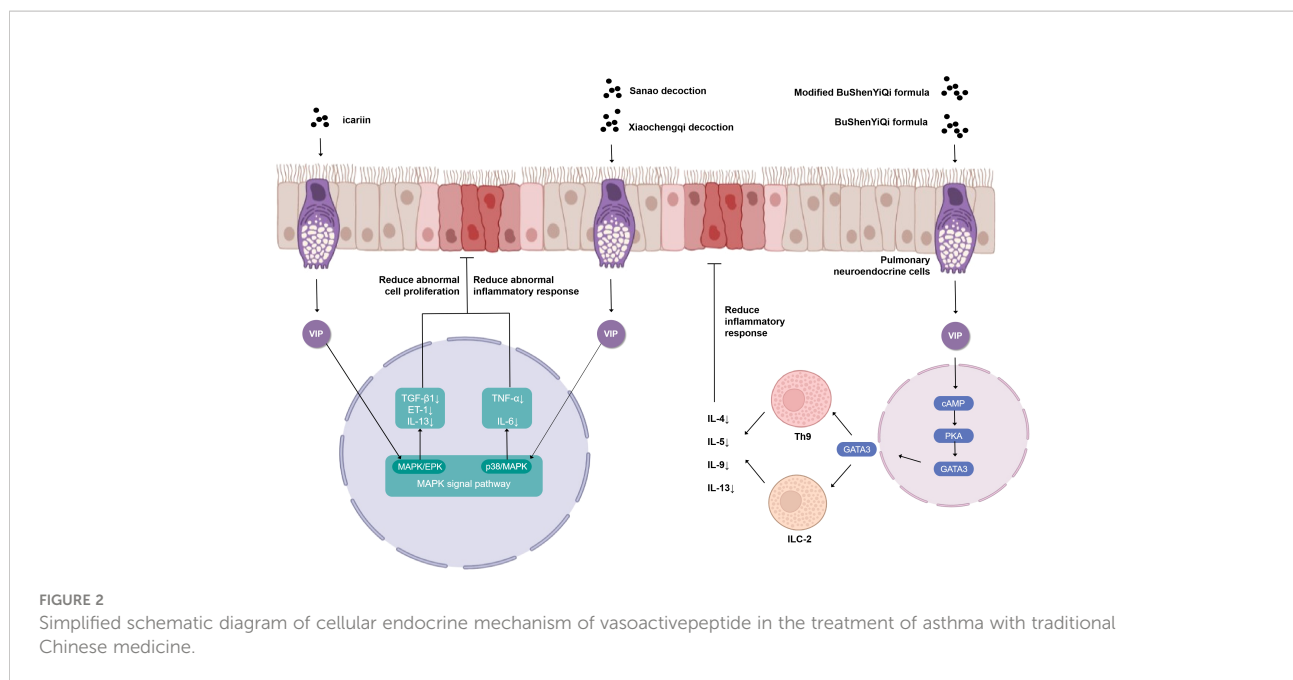 icariin
Sanao decoction
Xiaochengqi decoction
Modified BuShenYiQi formula
BuShenYiQi formula
Pulmonary
neuroendocrine cells
Reduce abnormal
cell proliferation
Reduce abnormal
inflammatory response
Reduce
inflammatory
response
VIP
VIP
VIP
TGF-β1↓
ET-1↓
IL-13↓
TNF-α↓
IL-6↓
MAPK/EPK
p38/MAPK
MAPK signal pathway
IL-4↓
IL-5↓
IL-9↓
IL-13↓
Th9
ILC-2
GATA3
cAMP
PKA
GATA3
FIGURE 2
Simplified schematic diagram of cellular endocrine mechanism of vasoactivepeptide in the treatment of asthma with traditional
Chinese medicine.